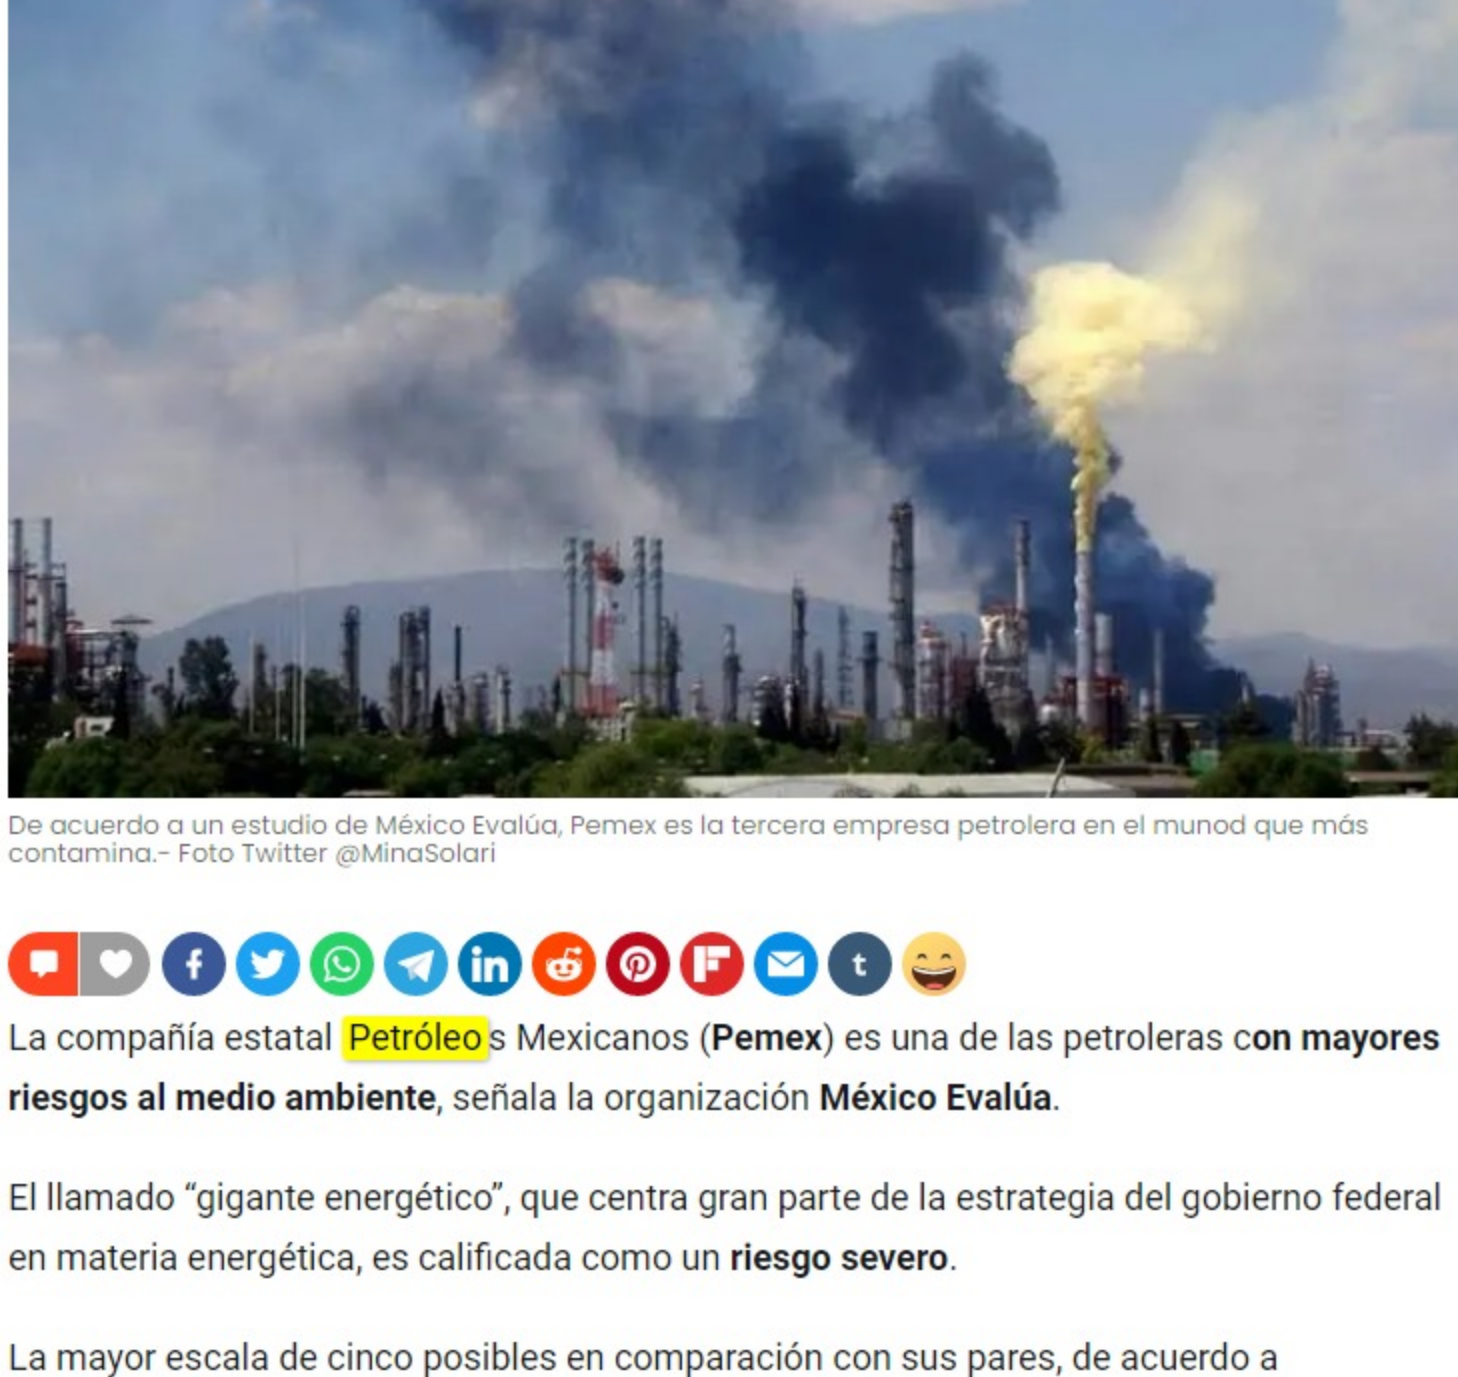 De acuerdo a un estudio de México Evalúa, Pemex es la tercera empresa petrolera en el munod que más
contamina.- Foto Twitter @MinaSolari
La compañía estatal Petróleos Mexicanos (Pemex) es una de las petroleras con mayores
riesgos al medio ambiente, señala la organización México Evalúa.
El llamado “gigante energético”, que centra gran parte de la estrategia del gobierno federal
en materia energética, es calificada como un riesgo severo.
La mayor escala de cinco posibles en comparación con sus pares, de acuerdo a